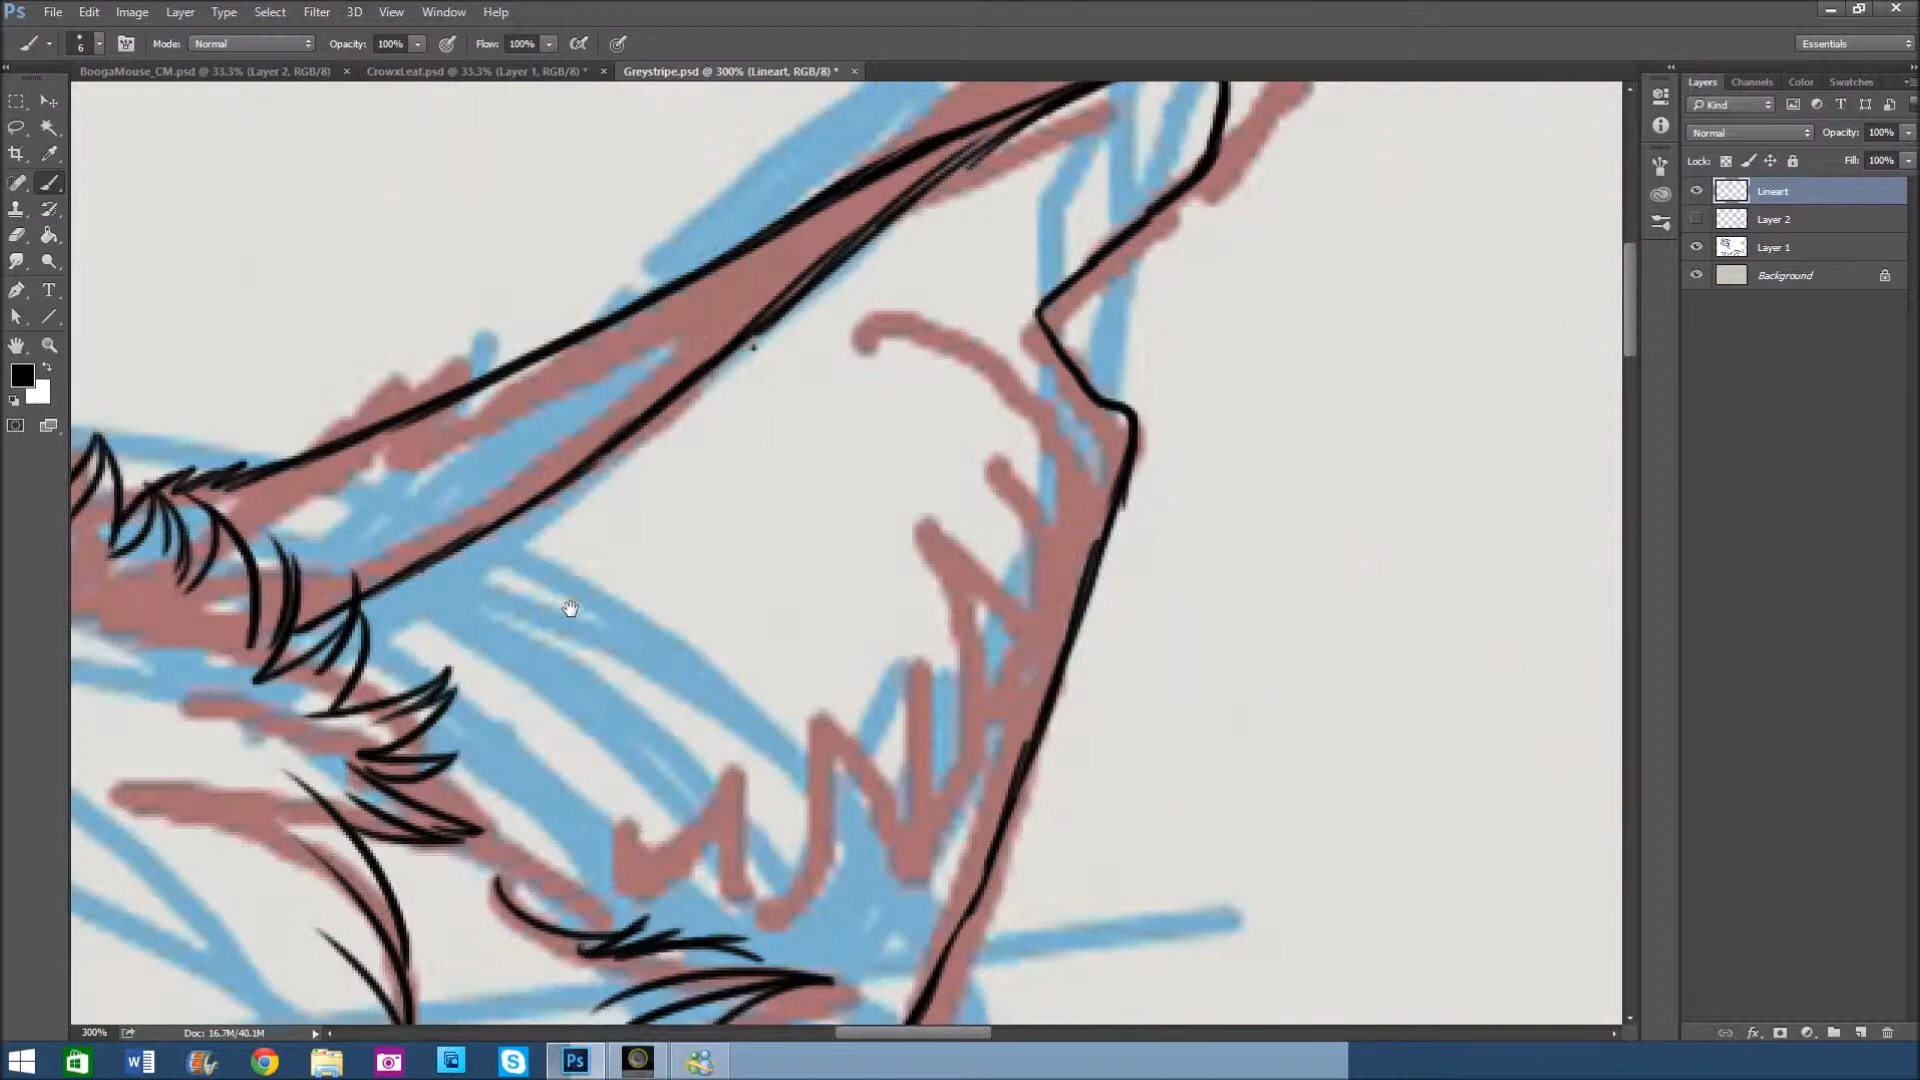 Ps File Edit Image Layer Type Select Filter 3D View Window Help
6 Mode: Normal Opacity: 100% Flow: 100% Essentials
BoogaMouse_CM.psd @ 33.3% (Layer 2, RGB/8) × CrowxLeaf.psd @ 33.3% (Layer 1, RGB/8) * × Greystripe.psd @ 300% (Lineart, RGB/8) * ×
Layers Channels Color Swatches
Kind
Normal Opacity: 100%
Lock: Fill: 100%
Lineart
Layer 2
Layer 1
Background
300% Doc: 16.7M/40.1M